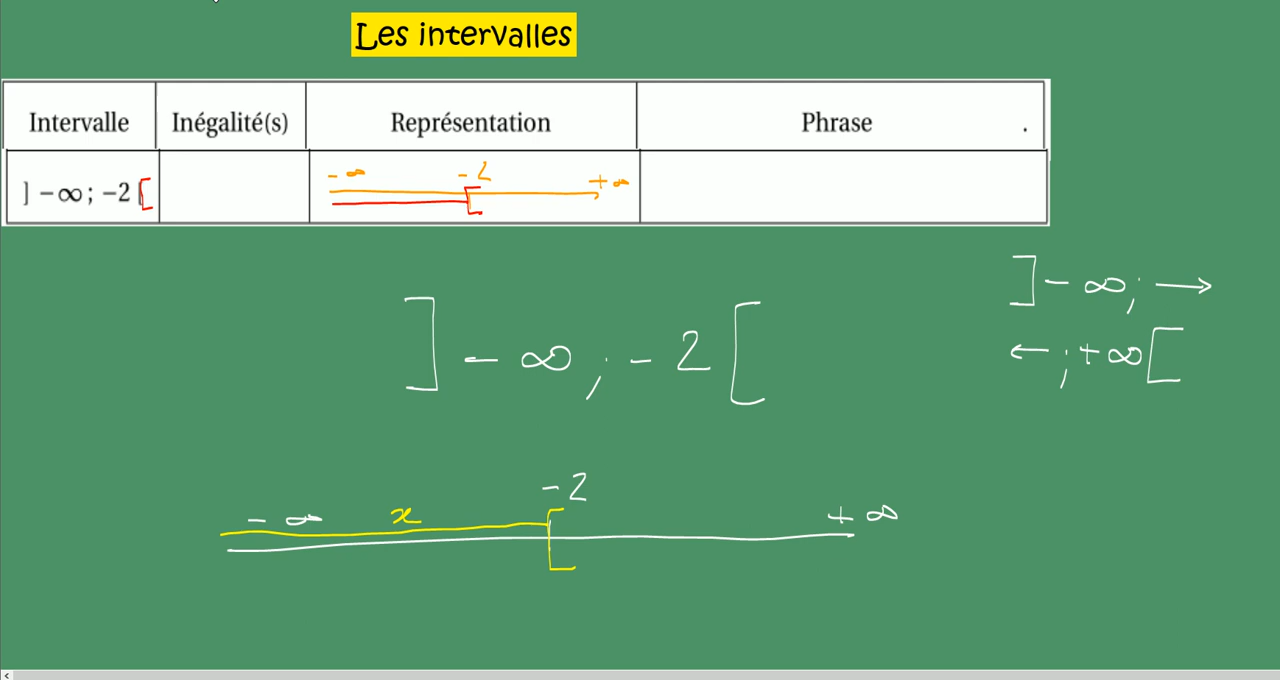 Les intervalles
Intervalle Inégalité(s) Représentation Phrase .
] −∞ ; −2 [ -∞ -2 +∞ [
] - ∞ ; →
← ; + ∞ [
] - ∞ ; - 2 [
- 2
- ∞ x [ + ∞